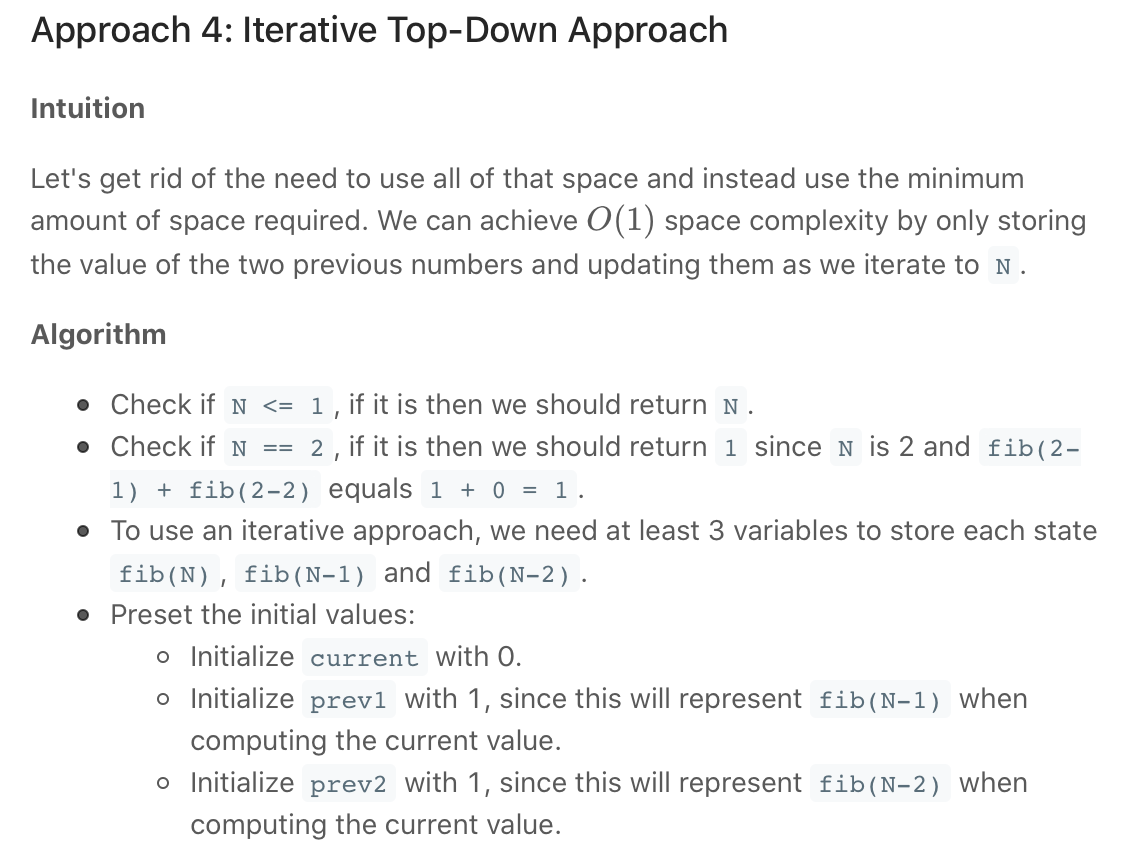 Approach 4: Iterative Top-Down Approach
Intuition
Let's get rid of the need to use all of that space and instead use the minimum
amount of space required. We can achieve O(1) space complexity by only storing
the value of the two previous numbers and updating them as we iterate to N.
Algorithm
Check if N <= 1, if it is then we should return N.
Check if N == 2, if it is then we should return 1 since N is 2 and fib(2-
1) + fib(2-2) equals 1 + 0 = 1.
To use an iterative approach, we need at least 3 variables to store each state
fib(N), fib(N-1) and fib(N-2).
Preset the initial values:
Initialize current with 0.
Initialize prev1 with 1, since this will represent fib(N-1) when
computing the current value.
Initialize prev2 with 1, since this will represent fib(N-2) when
computing the current value.